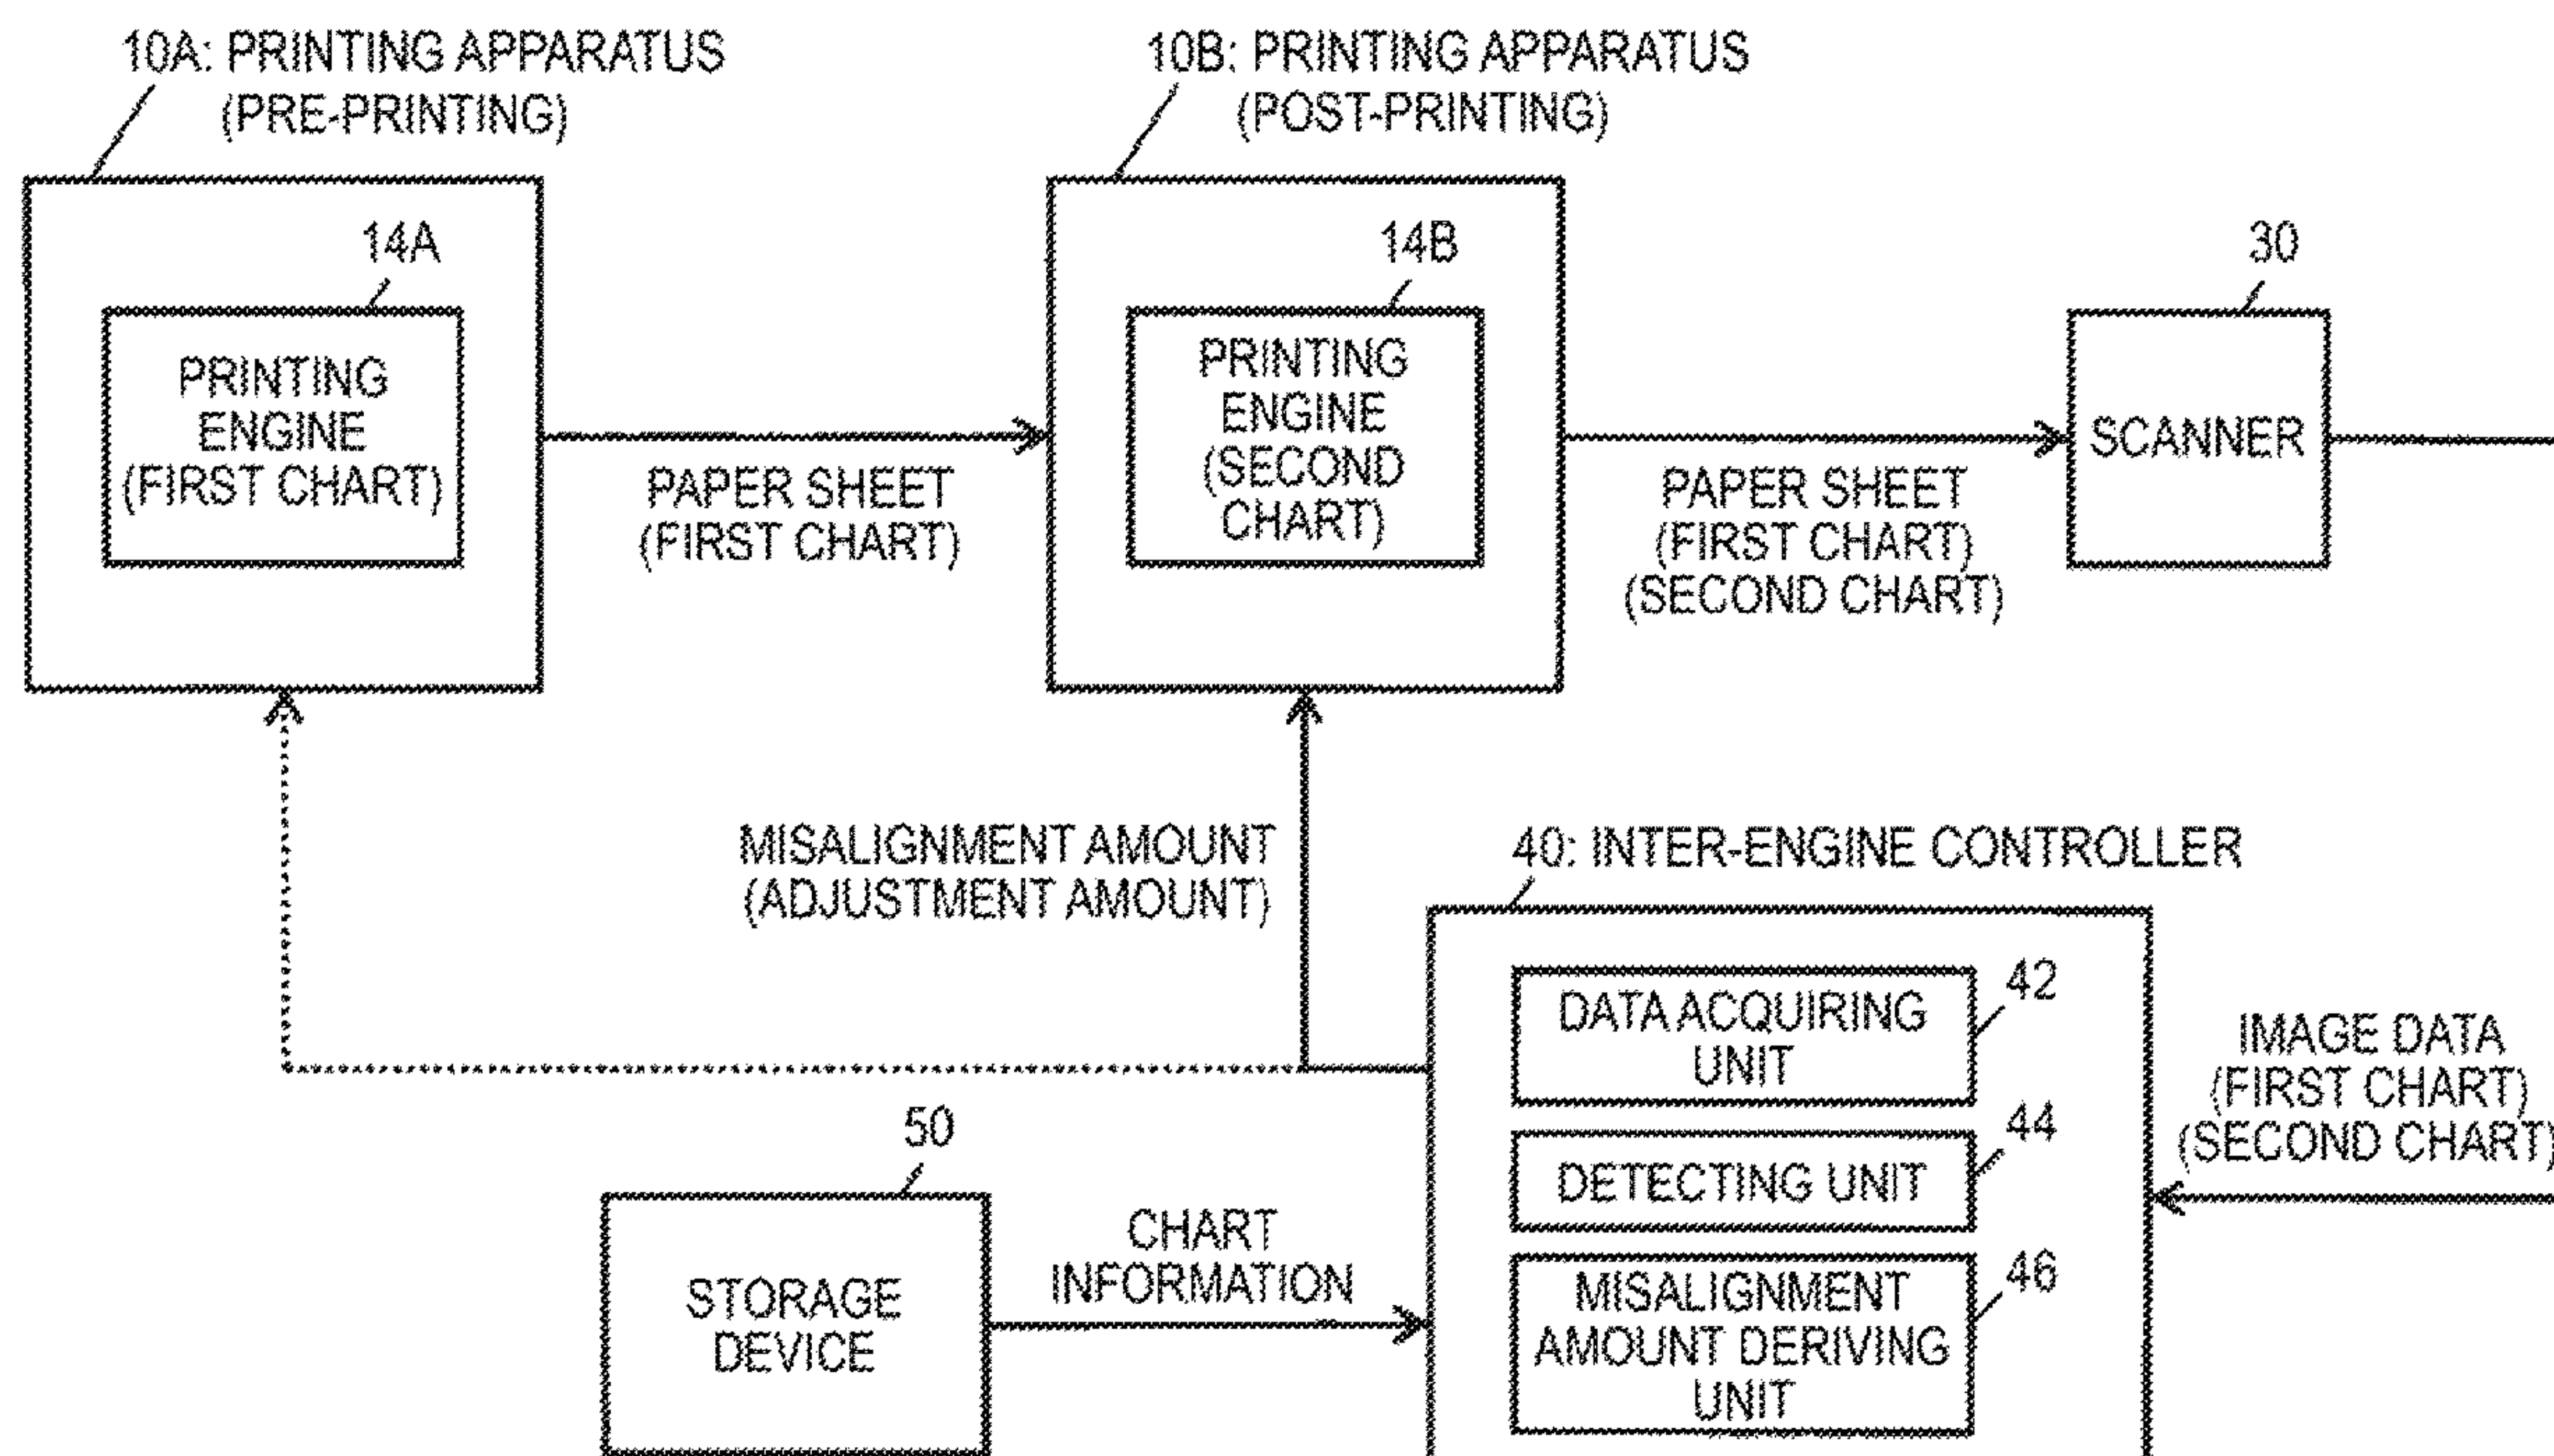 10A: PRINTING APPARATUS
(PRE-PRINTING)
10B: PRINTING APPARATUS
(POST-PRINTING)
14A
PRINTING
ENGINE
(FIRST CHART)
PAPER SHEET
(FIRST CHART)
14B
PRINTING
ENGINE
(SECOND
CHART)
PAPER SHEET
(FIRST CHART)
(SECOND CHART)
30
SCANNER
MISALIGNMENT AMOUNT
(ADJUSTMENT AMOUNT)
40: INTER-ENGINE CONTROLLER
DATA ACQUIRING
UNIT
42
DETECTING UNIT
44
MISALIGNMENT
AMOUNT DERIVING
UNIT
46
IMAGE DATA
(FIRST CHART)
(SECOND CHART)
50
STORAGE
DEVICE
CHART
INFORMATION